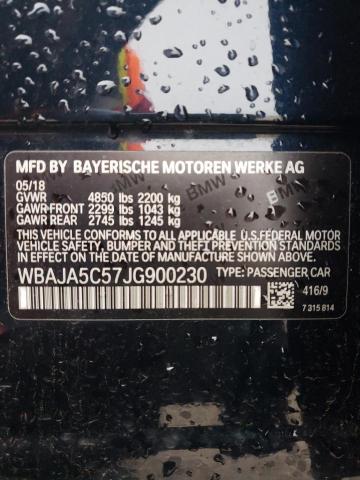 MFD BY BAYERISCHE MOTOREN WERKE AG
05/18
GVWR 4850 lbs 2200 kg
GAWR-FRONT 2299 lbs 1043 kg
GAWR REAR 2745 lbs 1245 kg
THIS VEHICLE CONFORMS TO ALL APPLICABLE U.S.FEDERAL MOTOR
VEHICLE SAFETY, BUMPER, AND THEFT PREVENTION STANDARDS
IN EFFECT ON THE DATE OF MANUFACTURE SHOWN ABOVE.
WBAJA5C57JG900230 TYPE: PASSENGER CAR
416/9
7 315 814
BMW
BMW
BMW